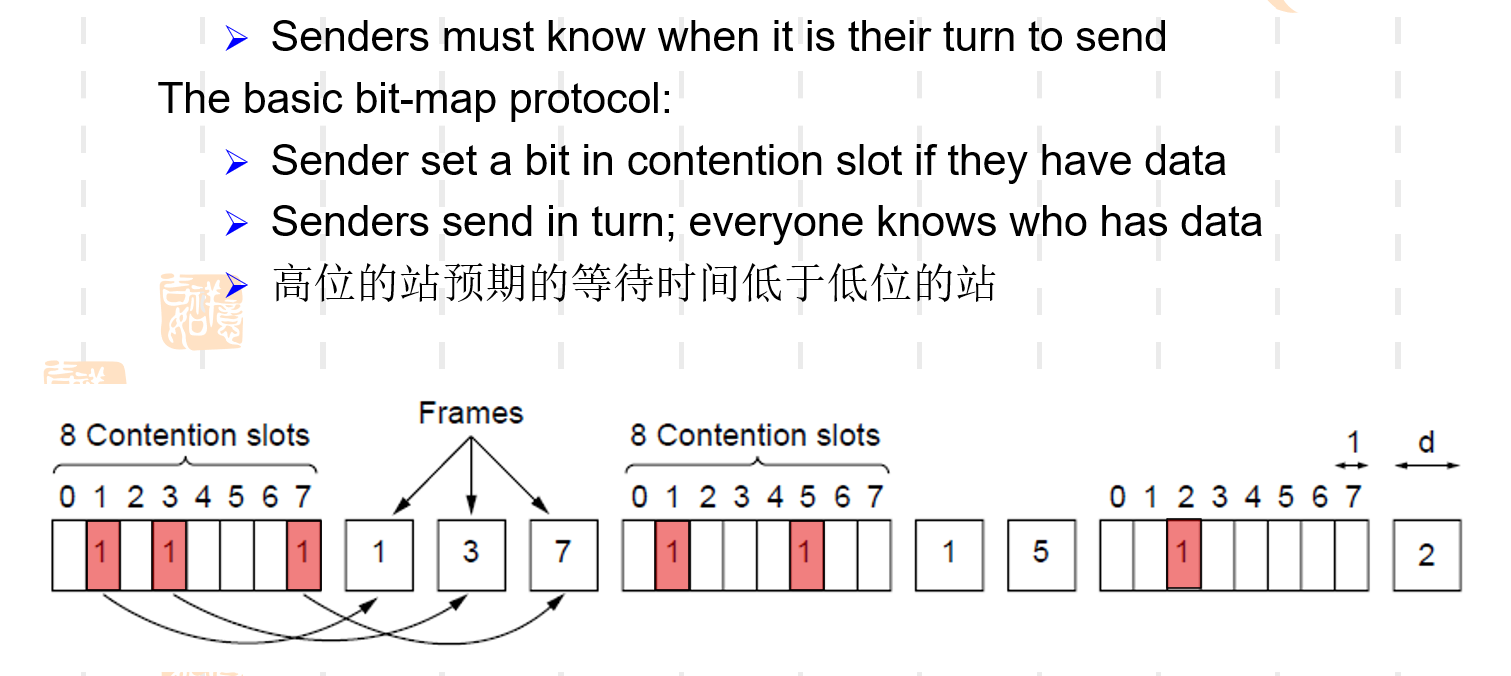 Senders must know when it is their turn to send
The basic bit-map protocol:
Sender set a bit in contention slot if they have data
Senders send in turn; everyone knows who has data
高位的站预期的等待时间低于低位的站
Frames
8 Contention slots 8 Contention slots 1 d
0 1 2 3 4 5 6 7 0 1 2 3 4 5 6 7 0 1 2 3 4 5 6 7
1 1 1 1 3 7 1 1 1 5 1 2